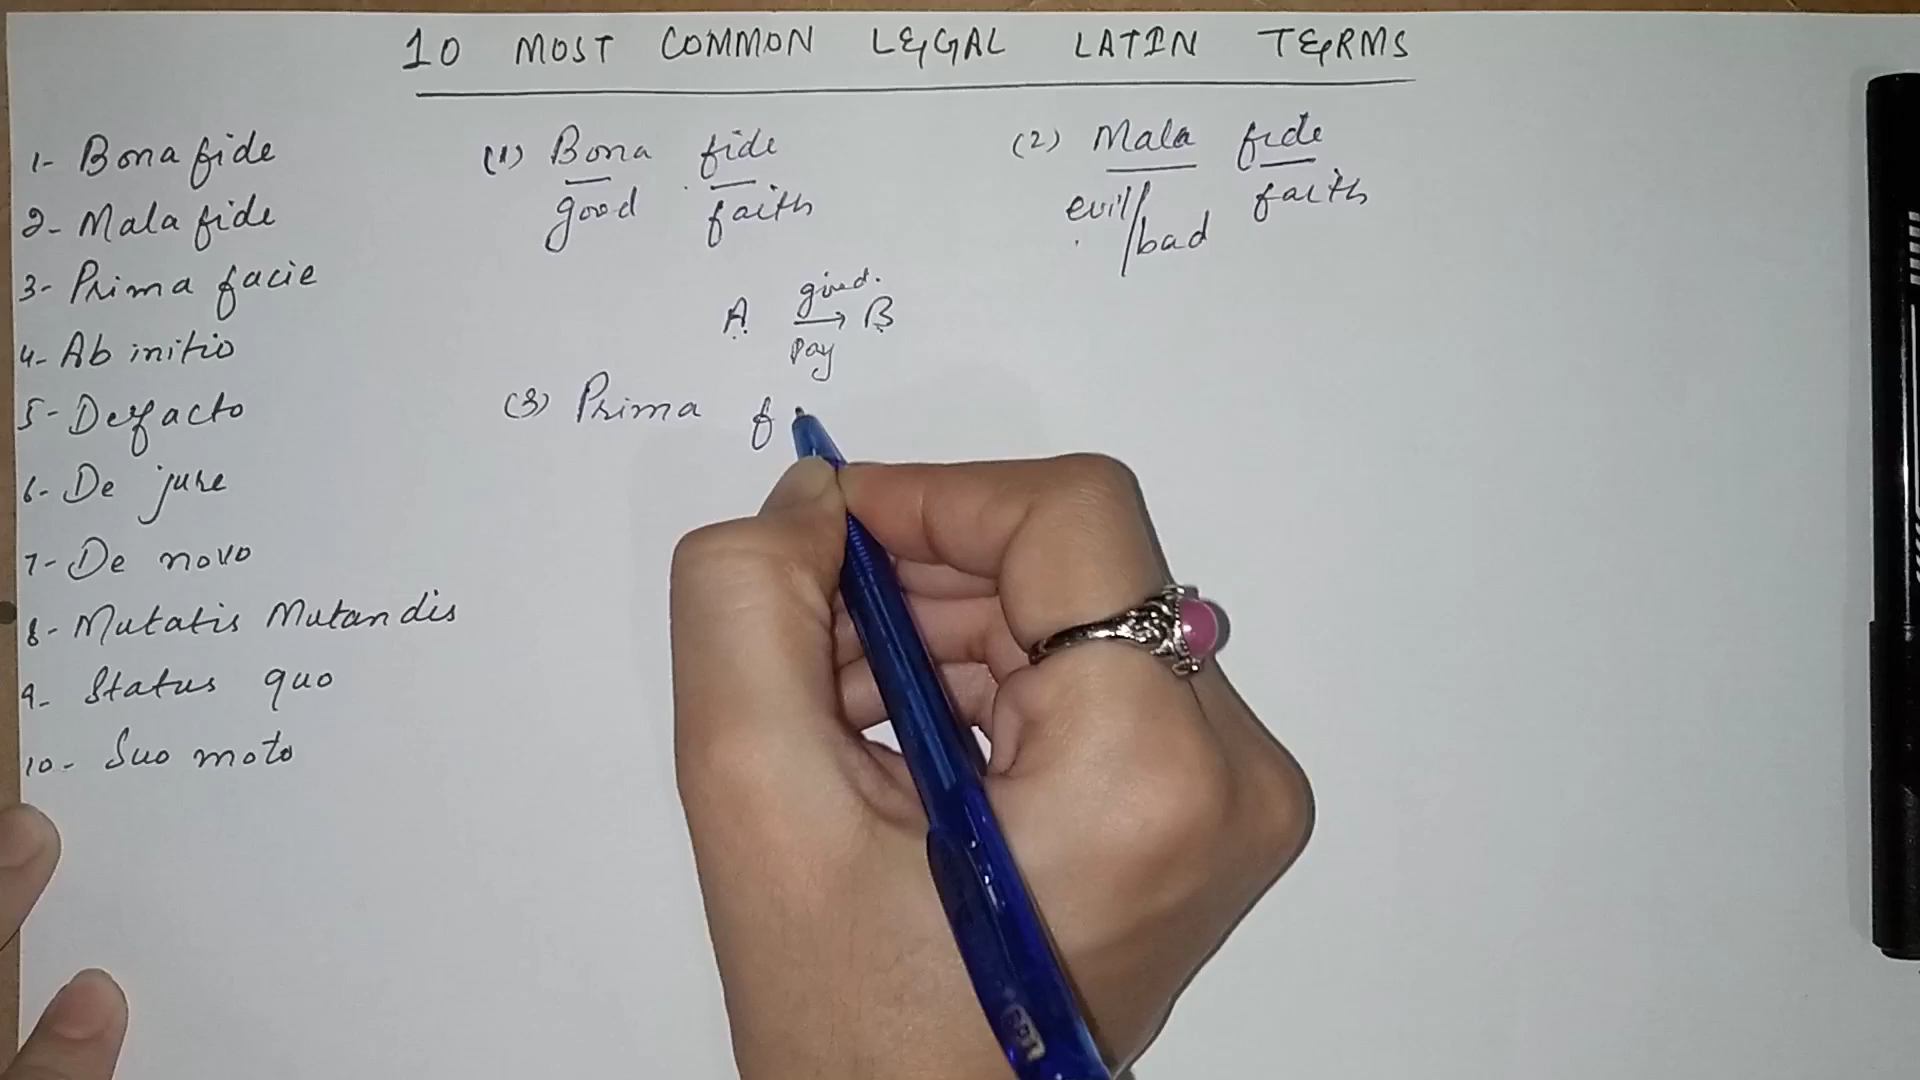 10 MOST COMMON LEGAL LATIN TERMS
1- Bona fide
2- Mala fide
3- Prima facie
4- Ab initio
5- Defacto
6- De jure
7- De novo
8- Mutatis Mutandis
9- Status quo
10- Suo moto
(1) Bona fide
good faith
(2) Mala fide
evil/ faith
/bad
good.
A → B
Pay
(3) Prima f